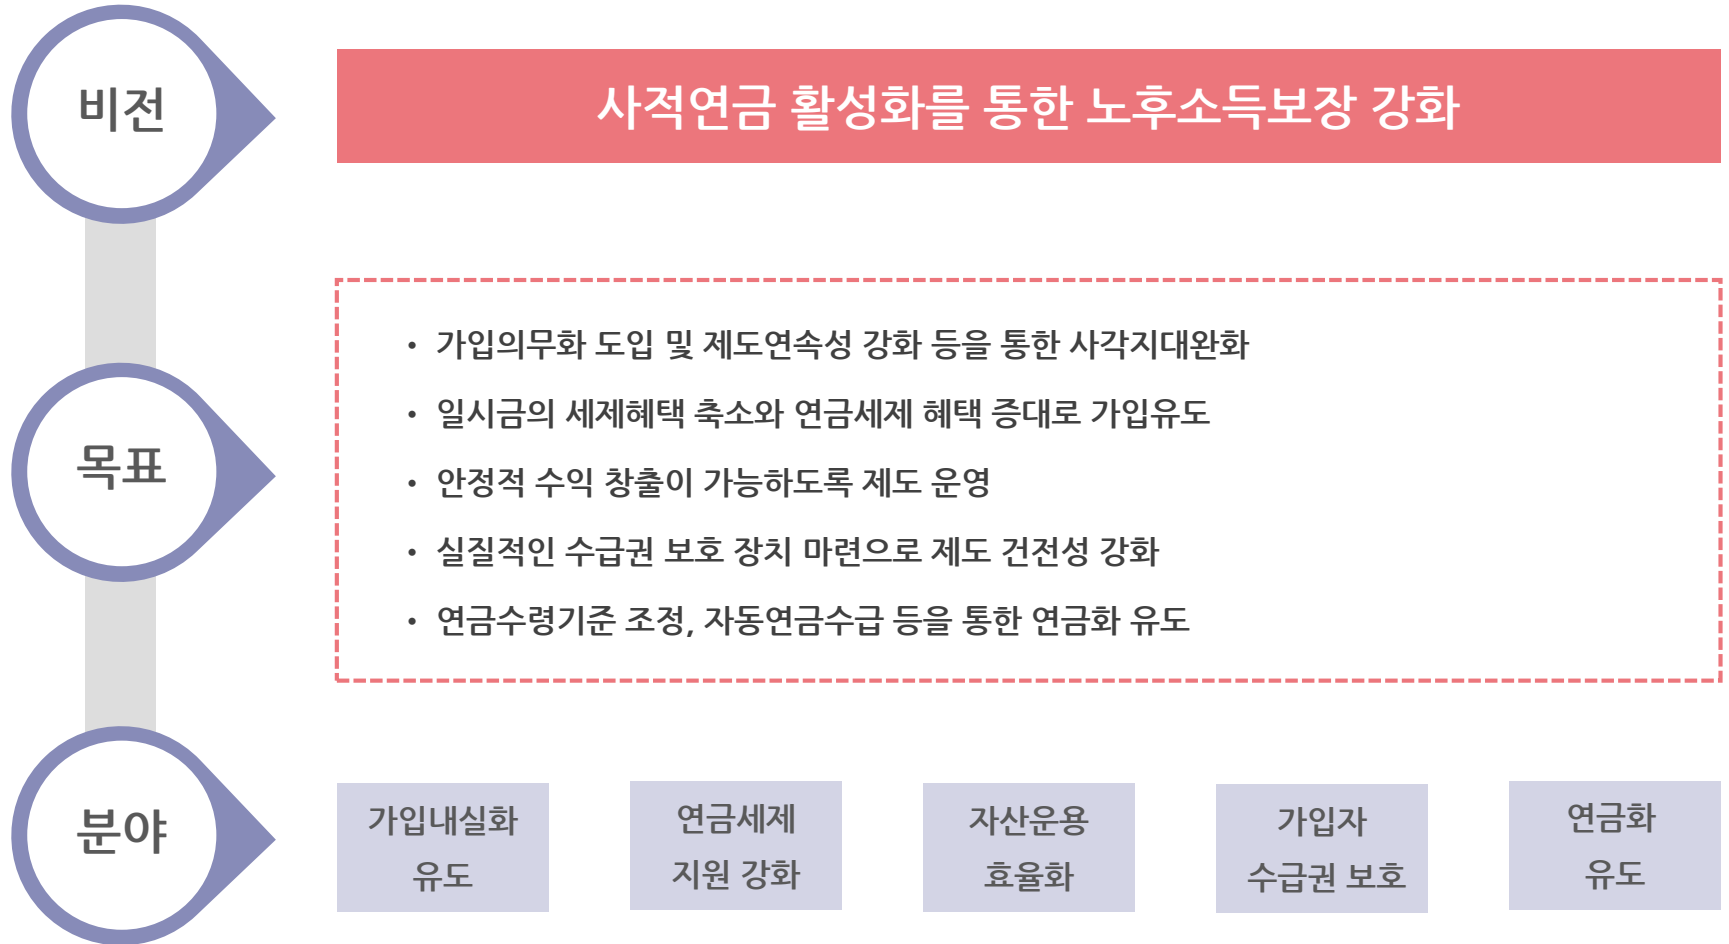 비전
사적연금 활성화를 통한 노후소득보장 강화
목표
• 가입의무화 도입 및 제도연속성 강화 등을 통한 사각지대완화
• 일시금의 세제혜택 축소와 연금세제 혜택 증대로 가입유도
• 안정적 수익 창출이 가능하도록 제도 운영
• 실질적인 수급권 보호 장치 마련으로 제도 건전성 강화
• 연금수령기준 조정, 자동연금수급 등을 통한 연금화 유도
분야
가입내실화
유도
연금세제
지원 강화
자산운용
효율화
가입자
수급권 보호
연금화
유도